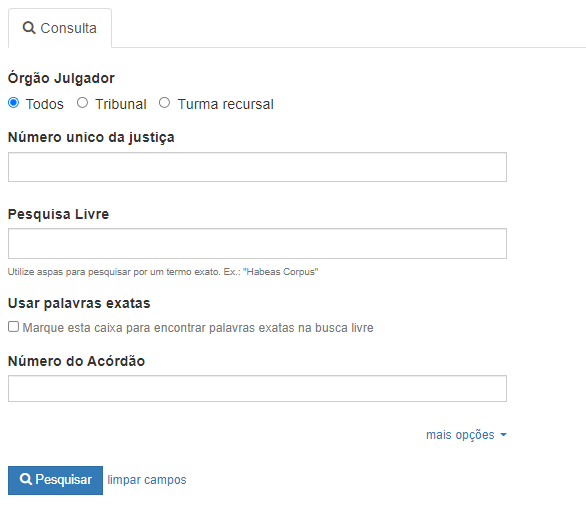 Consulta
Órgão Julgador
Todos Tribunal Turma recursal
Número unico da justiça
Pesquisa Livre
Utilize aspas para pesquisar por um termo exato. Ex.: "Habeas Corpus"
Usar palavras exatas
Marque esta caixa para encontrar palavras exatas na busca livre
Número do Acórdão
mais opções
Pesquisar limpar campos